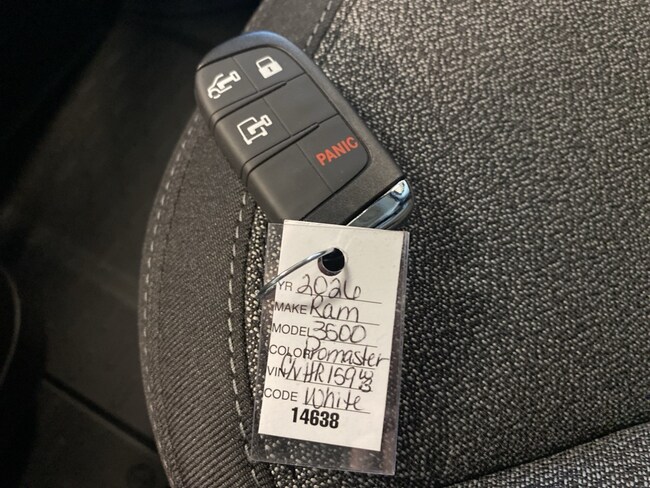 PANIC
YR 2026
MAKE Ram
MODEL 3500
COLOR Promaster
VIN
CODE White
14638